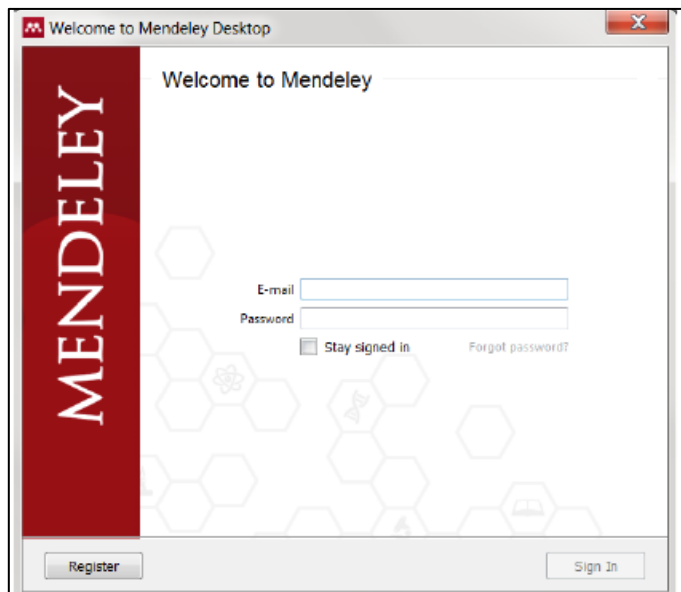 Welcome to Mendeley Desktop
Welcome to Mendeley
MENDELEY
E-mail
Password
Stay signed in Forgot password?
Register Sign In